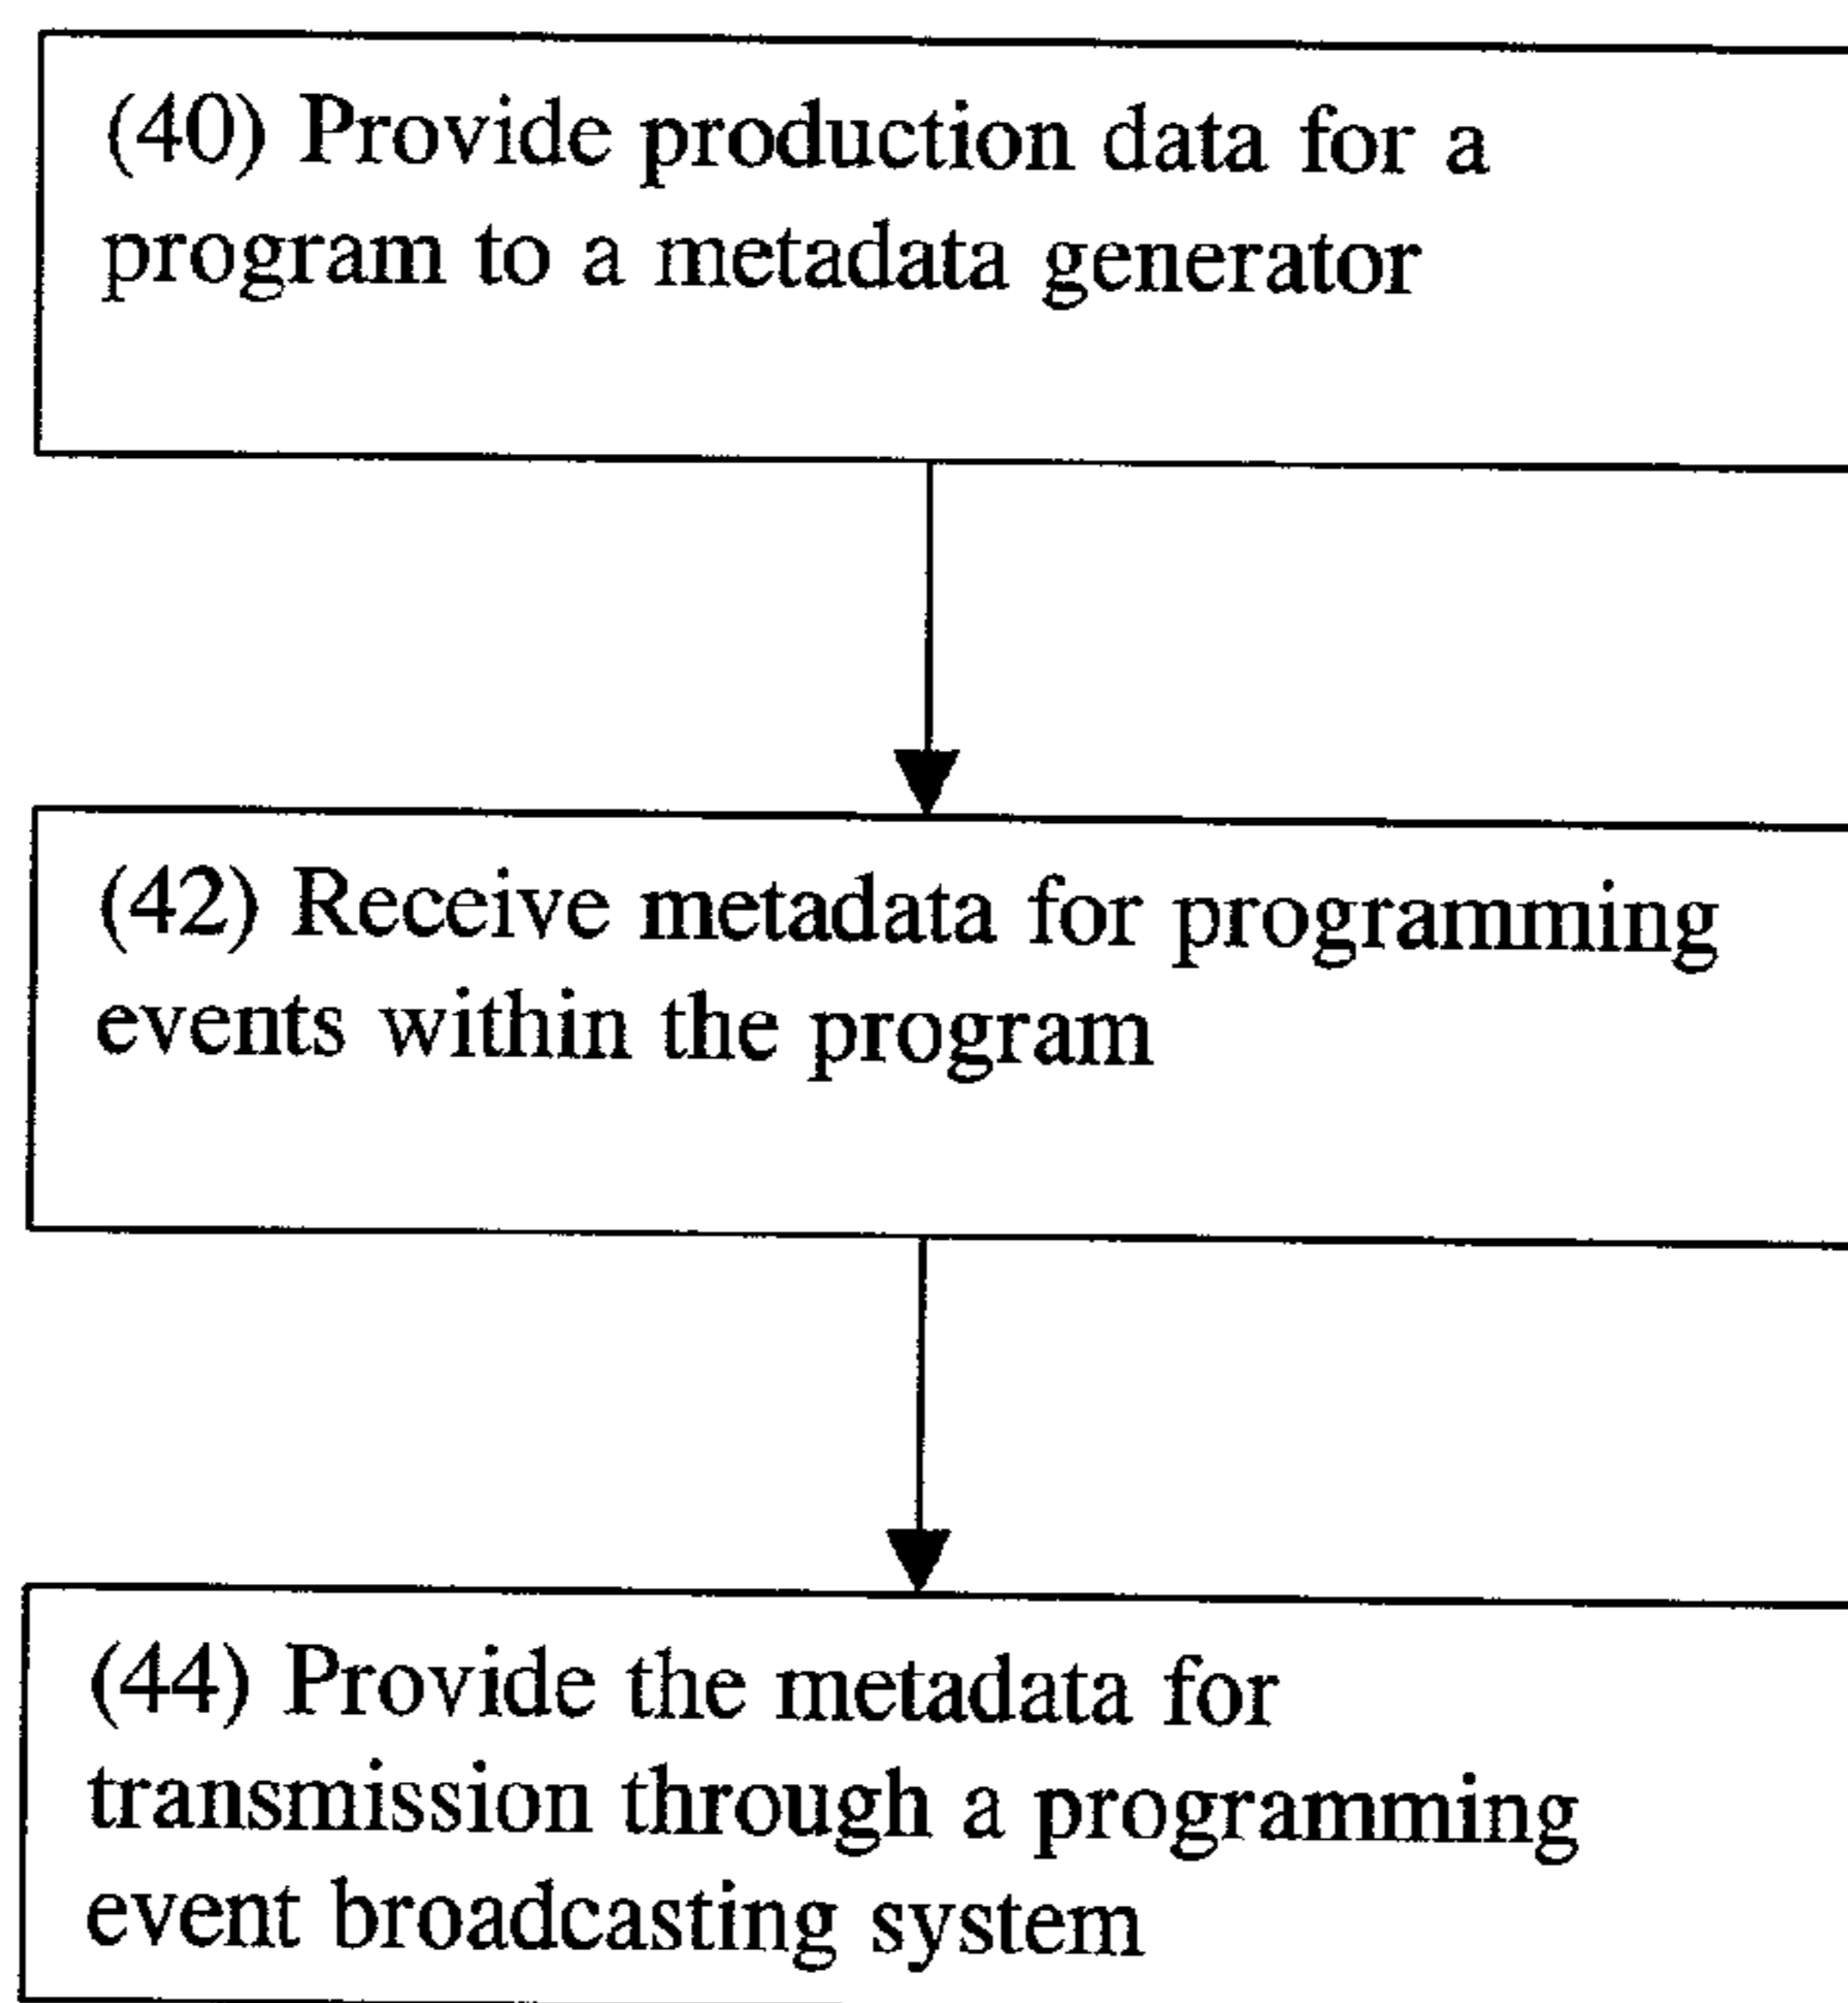 (40) Provide production data for a
program to a metadata generator
(42) Receive metadata for programming
events within the program
(44) Provide the metadata for
transmission through a programming
event broadcasting system